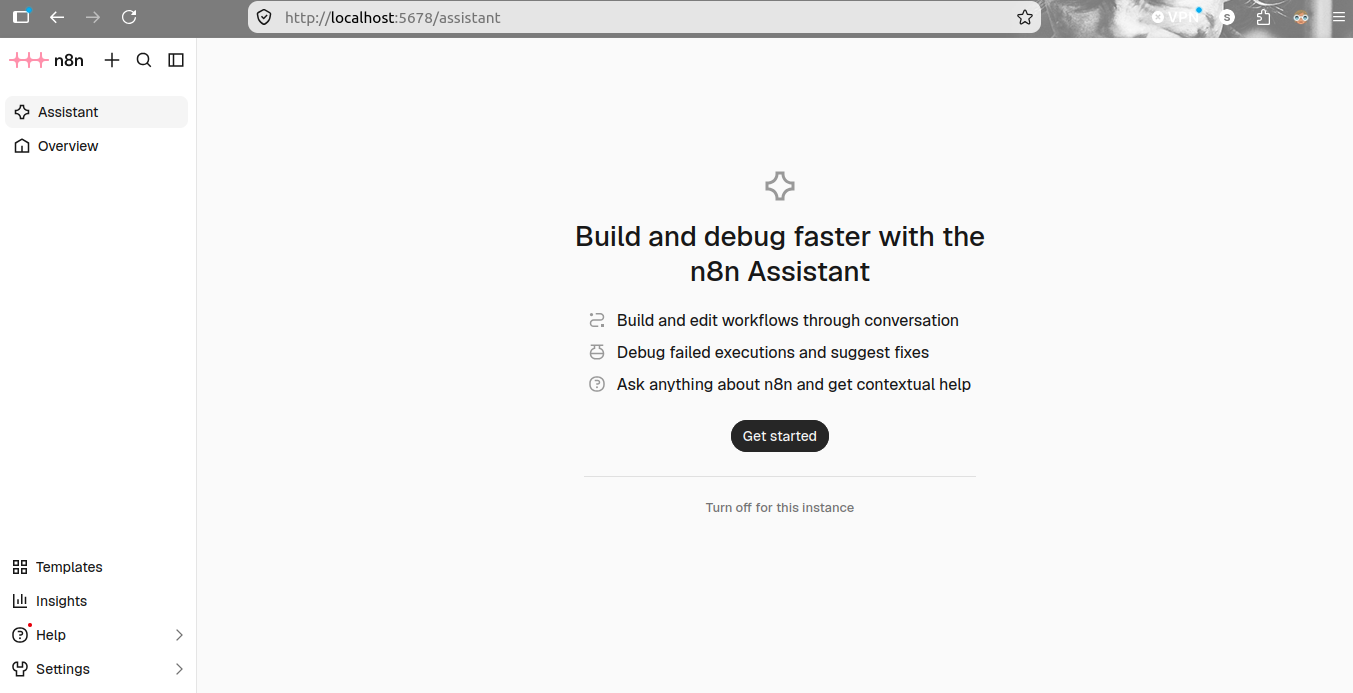 http://localhost:5678/assistant
VPN
S
n8n
Assistant
Overview
Build and debug faster with the
n8n Assistant
Build and edit workflows through conversation
Debug failed executions and suggest fixes
Ask anything about n8n and get contextual help
Get started
Turn off for this instance
Templates
Insights
Help
Settings